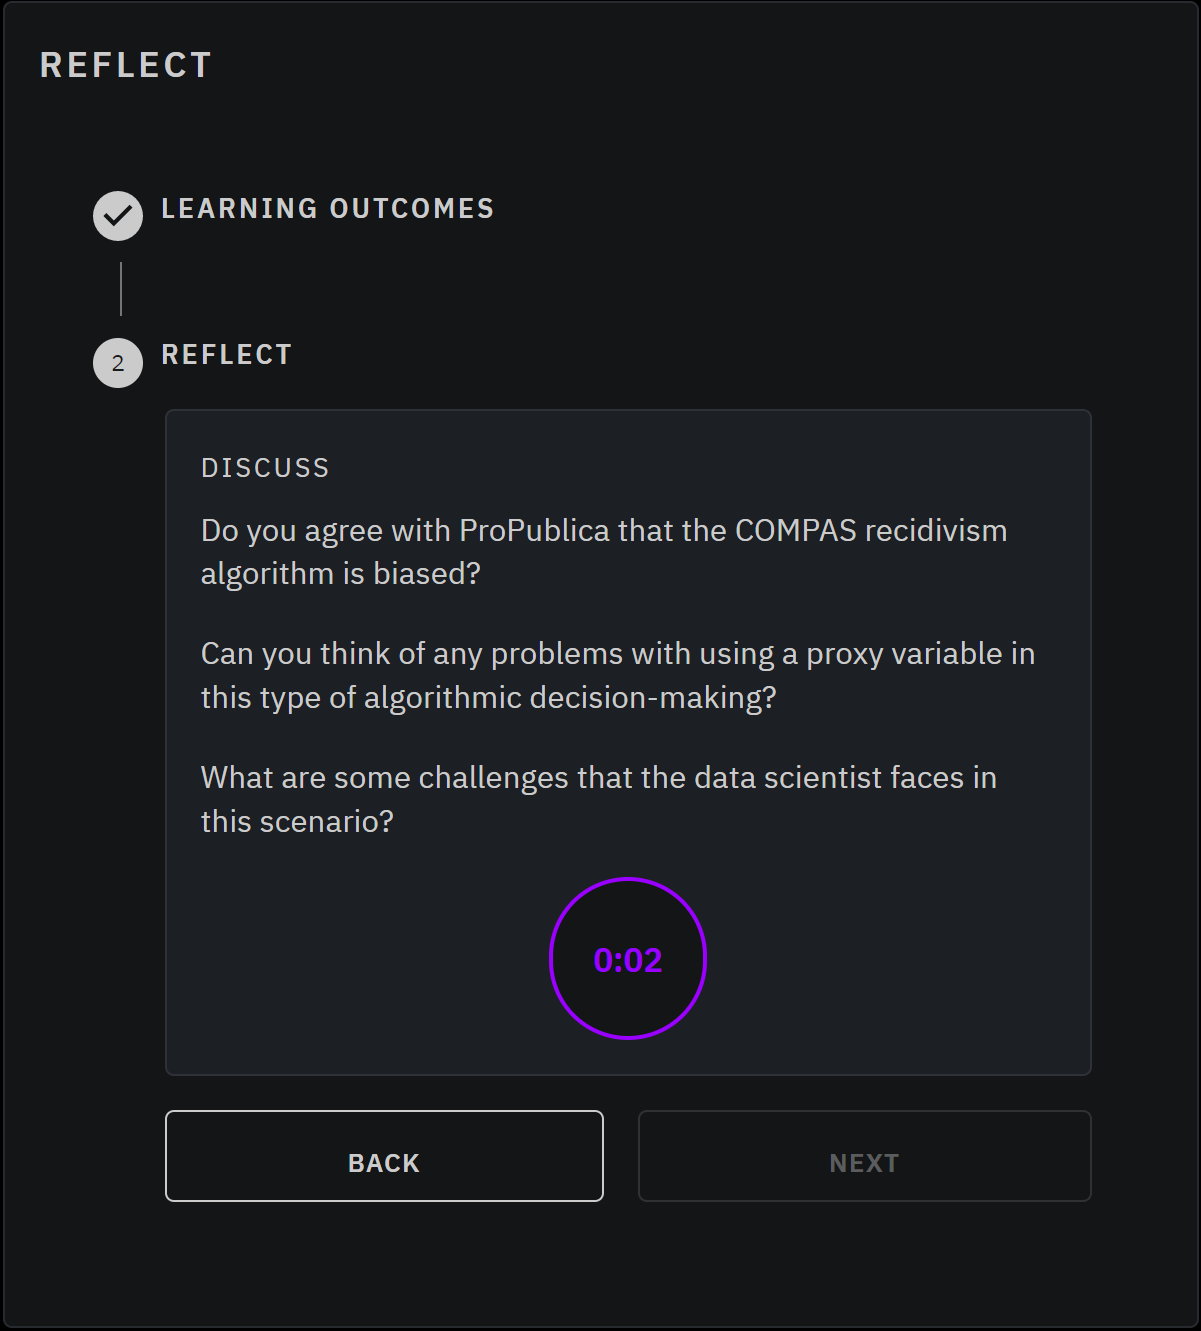 REFLECT
LEARNING OUTCOMES
2
REFLECT
DISCUSS
Do you agree with ProPublica that the COMPAS recidivism
algorithm is biased?
Can you think of any problems with using a proxy variable in
this type of algorithmic decision-making?
What are some challenges that the data scientist faces in
this scenario?
0:02
BACK
NEXT